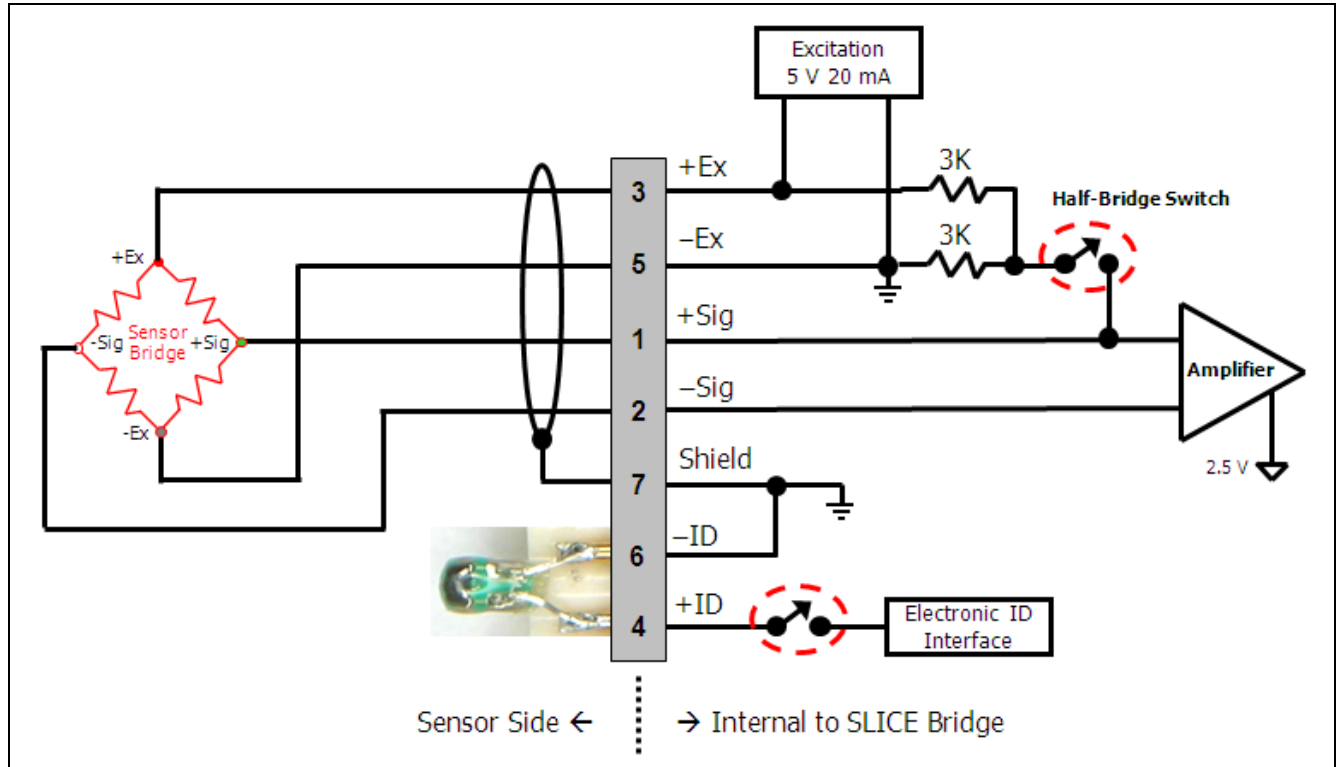 Excitation
5 V 20 mA
3
+Ex
3K
Half-Bridge Switch
5
–Ex
3K
+Ex
-Sig
Sensor
Bridge
+Sig
-Ex
1
+Sig
2
–Sig
Amplifier
2.5 V
7
Shield
6
–ID
4
+ID
Electronic ID
Interface
Sensor Side ←
→ Internal to SLICE Bridge